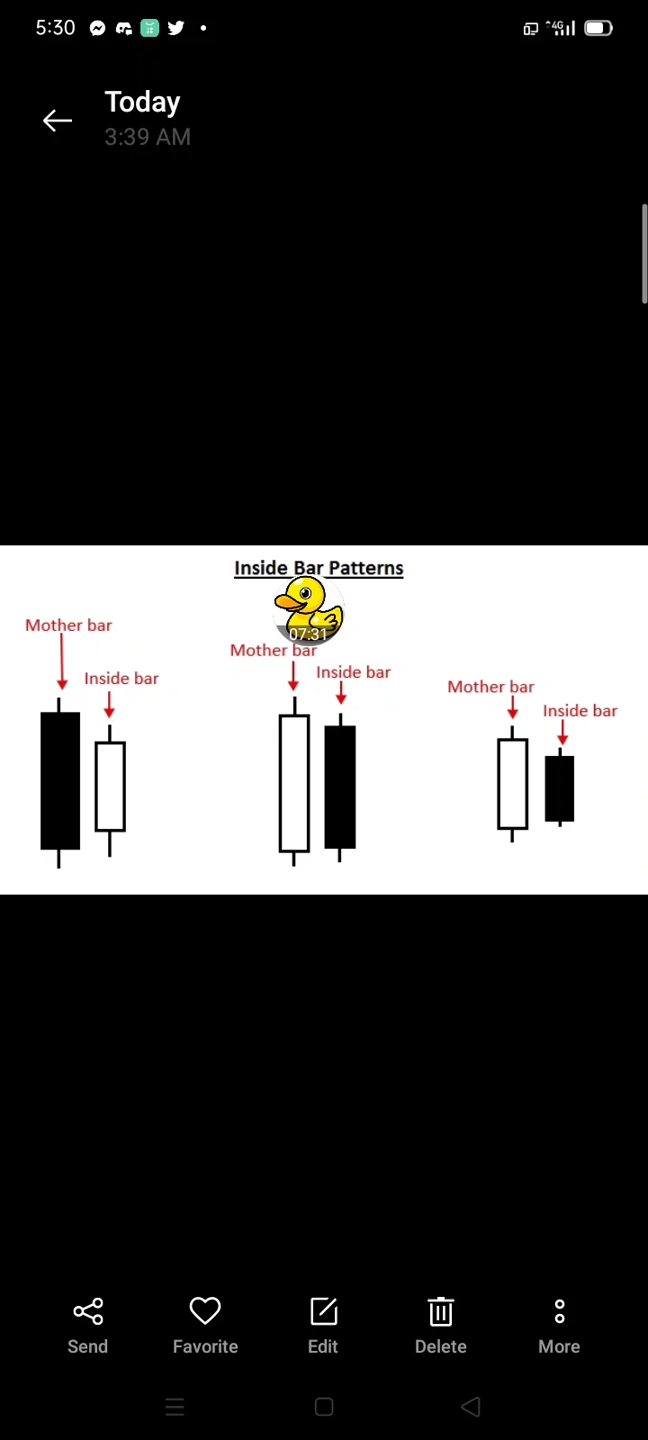 5:30
4G
Today
3:39 AM
Inside Bar Patterns
07:31
Mother bar
Inside bar
Mother bar
Inside bar
Mother bar
Inside bar
Send
Favorite
Edit
Delete
More